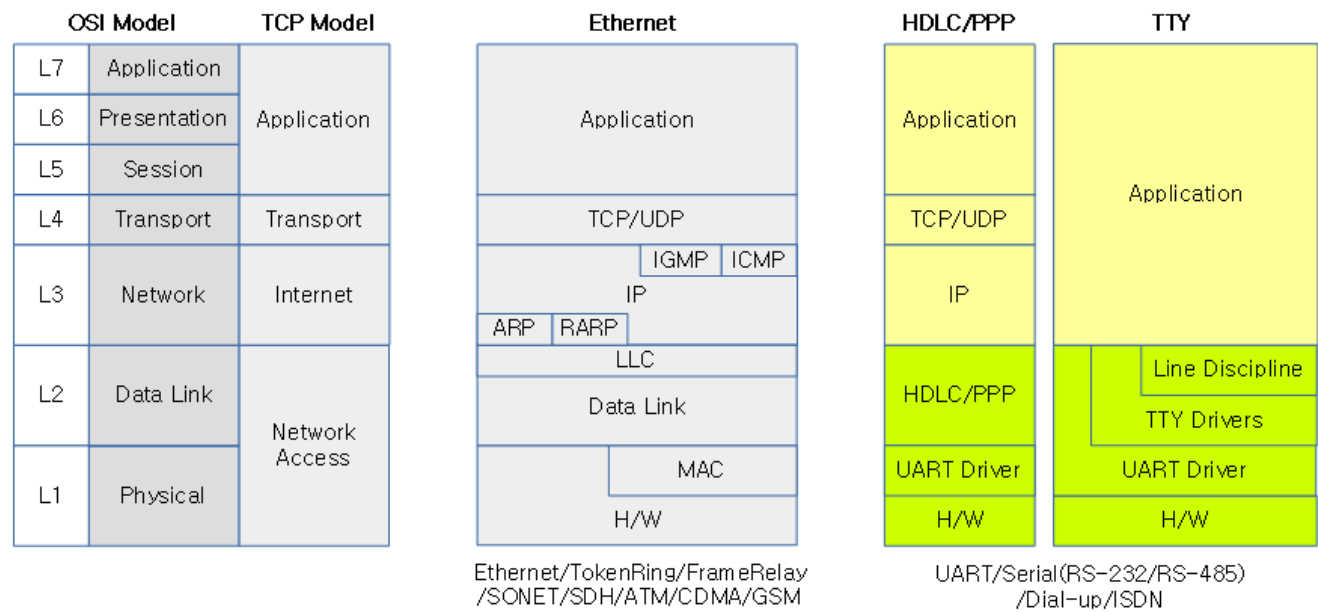 OSI Model TCP Model Ethernet HDLC/PPP TTY
L7 Application
L6 Presentation
L5 Session
L4 Transport
L3 Network
L2 Data Link
L1 Physical
Application
Transport
Internet
Network
Access
Application
TCP/UDP
IGMP ICMP
IP
ARP RARP
LLC
Data Link
MAC
H/W
Ethernet/TokenRing/FrameRelay
/SONET/SDH/ATM/CDMA/GSM
Application
TCP/UDP
IP
HDLC/PPP
UART Driver
H/W
Application
Line Discipline
TTY Drivers
UART Driver
H/W
UART/Serial(RS-232/RS-485)
/Dial-up/ISDN